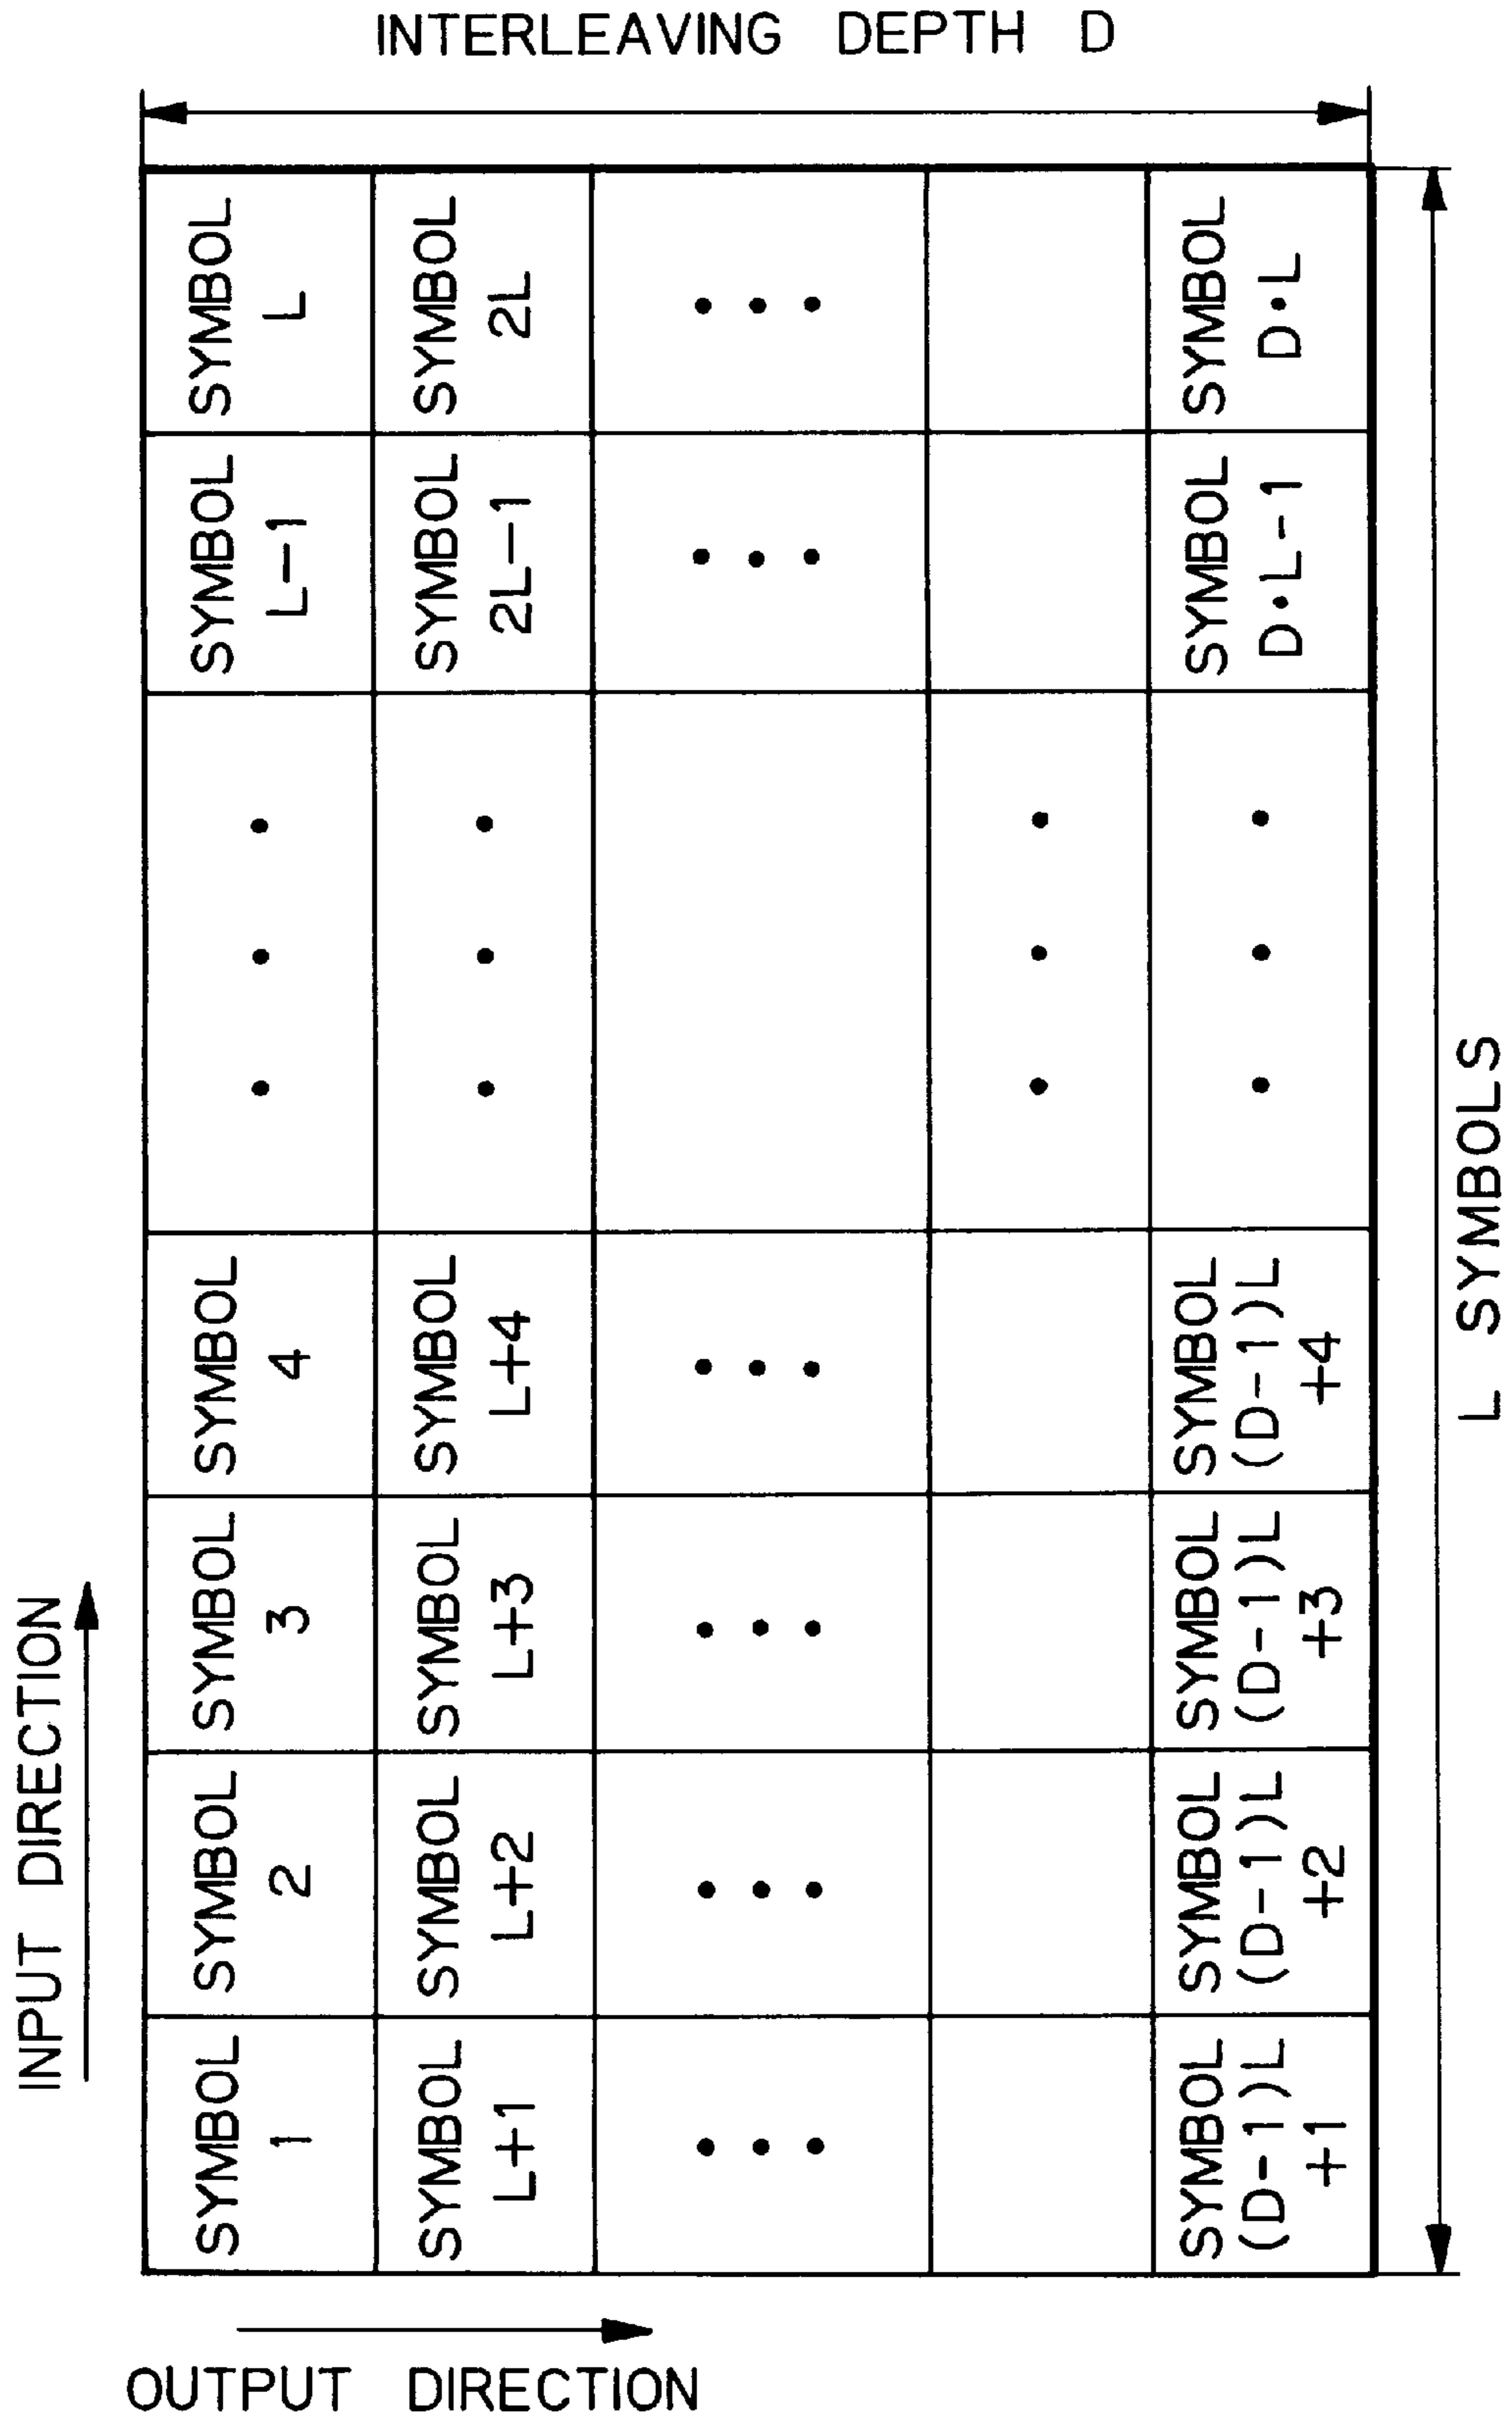 INTERLEAVING DEPTH D
INPUT DIRECTION
OUTPUT DIRECTION
L SYMBOLS
SYMBOL
1
SYMBOL
2
SYMBOL
3
SYMBOL
4
SYMBOL
L-1
SYMBOL
L
SYMBOL
L+1
SYMBOL
L+2
SYMBOL
L+3
SYMBOL
L+4
SYMBOL
2L-1
SYMBOL
2L
SYMBOL
(D-1)L
+1
SYMBOL
(D-1)L
+2
SYMBOL
(D-1)L
+3
SYMBOL
(D-1)L
+4
SYMBOL
D•L-1
SYMBOL
D•L